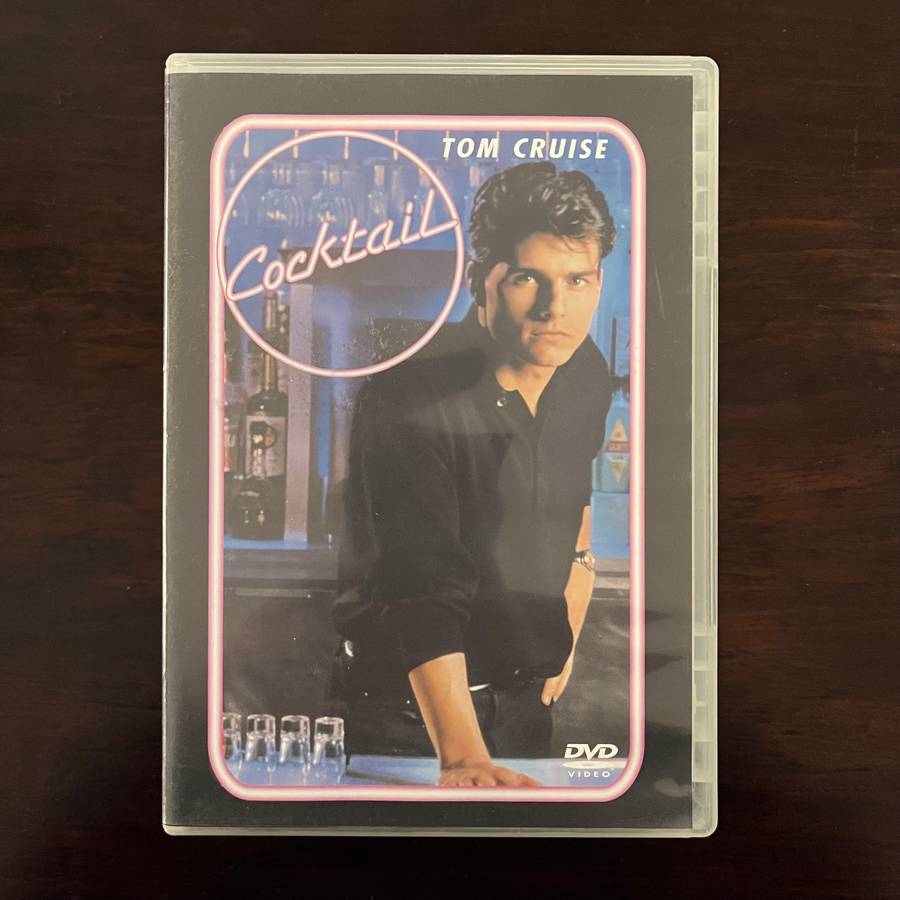 TOM CRUISE
Cocktail
DVD
VIDEO